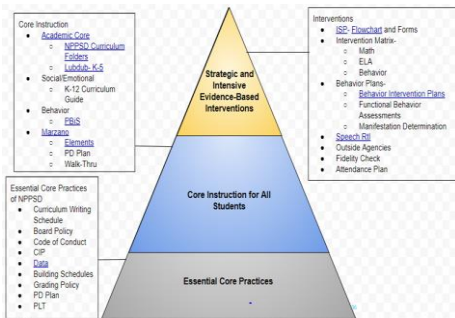 Core Instruction
Academic Core
NPPSD Curriculum
Folders
Lubdub- K-5
Social/Emotional
K-12 Curriculum
Guide
Behavior
PBiS
Marzano
Elements
PD Plan
Walk-Thru
Essential Core Practices
of NPPSD
Curriculum Writing
Schedule
Board Policy
Code of Conduct
CIP
Data
Building Schedules
Grading Policy
PD Plan
PLT
Strategic and
Intensive
Evidence-Based
Interventions
Core Instruction for All
Students
Essential Core Practices
Interventions
ISP- Flowchart and Forms
Intervention Matrix-
Math
ELA
Behavior
Behavior Plans-
Behavior Intervention Plans
Functional Behavior
Assessments
Manifestation Determination
Speech RtI
Outside Agencies
Fidelity Check
Attendance Plan